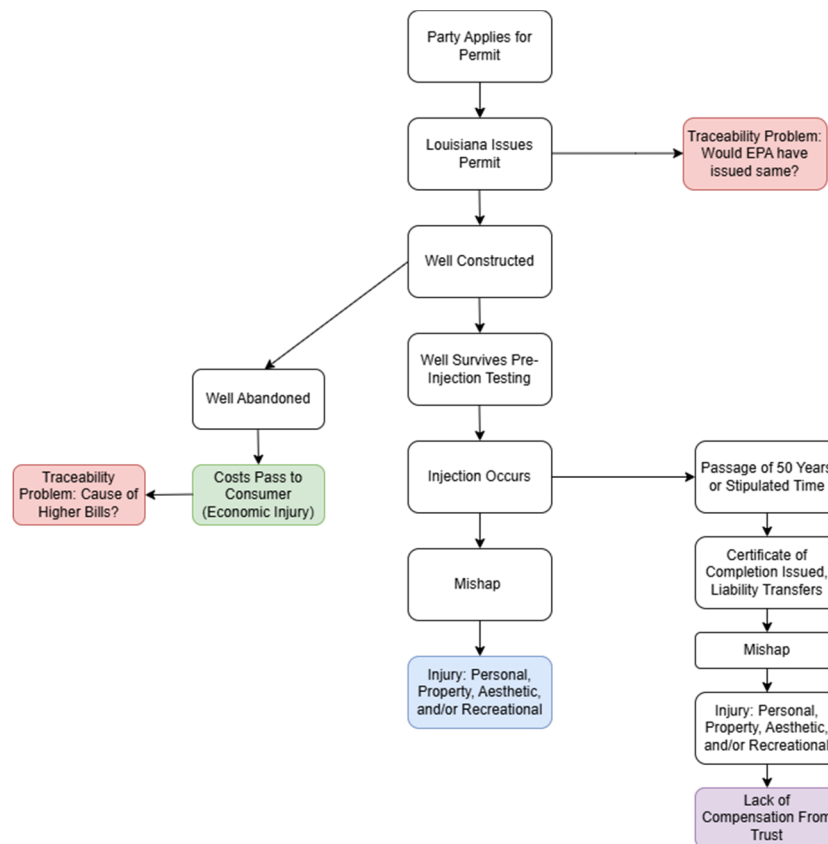 Party Applies for
Permit
Louisiana Issues
Permit
Traceability Problem:
Would EPA have
issued same?
Well Constructed
Well Survives Pre-
Injection Testing
Well Abandoned
Injection Occurs
Passage of 50 Years
or Stipulated Time
Traceability
Problem: Cause of
Higher Bills?
Costs Pass to
Consumer
(Economic Injury)
Certificate of
Completion Issued,
Liability Transfers
Mishap
Mishap
Injury: Personal,
Property, Aesthetic,
and/or Recreational
Injury: Personal,
Property, Aesthetic,
and/or Recreational
Lack of
Compensation From
Trust